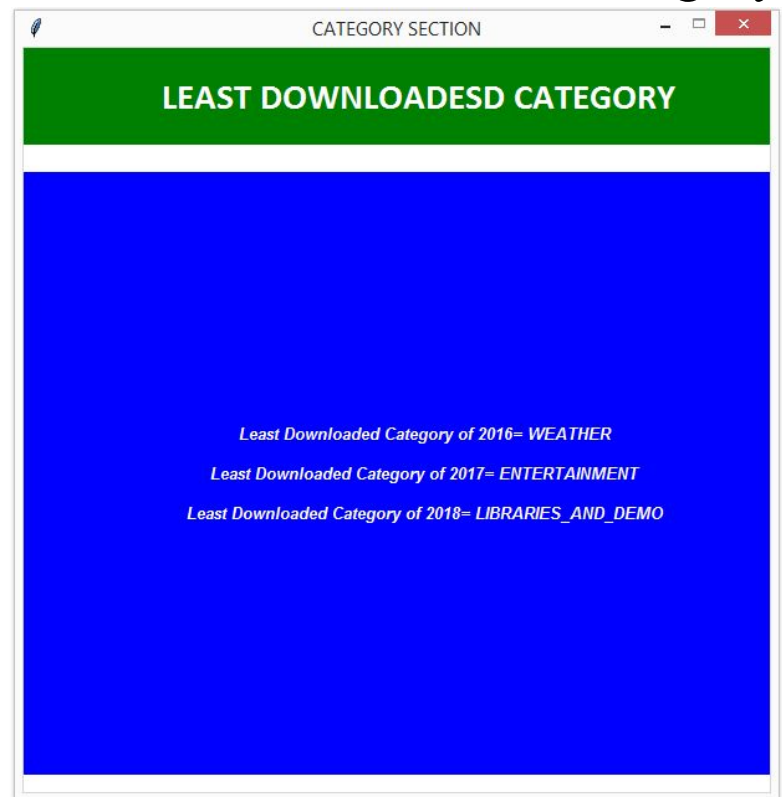 CATEGORY SECTION
LEAST DOWNLOADESD CATEGORY
Least Downloaded Category of 2016= WEATHER
Least Downloaded Category of 2017= ENTERTAINMENT
Least Downloaded Category of 2018= LIBRARIES_AND_DEMO